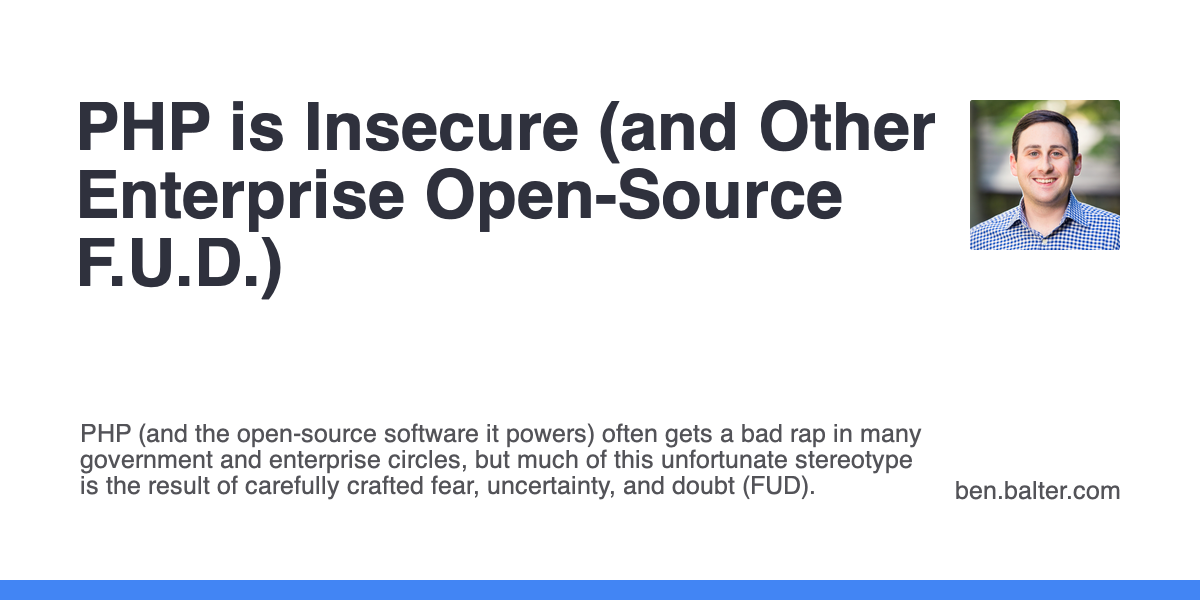 PHP is Insecure (and Other
Enterprise Open-Source
F.U.D.)
PHP (and the open-source software it powers) often gets a bad rap in many
government and enterprise circles, but much of this unfortunate stereotype
is the result of carefully crafted fear, uncertainty, and doubt (FUD).
ben.balter.com